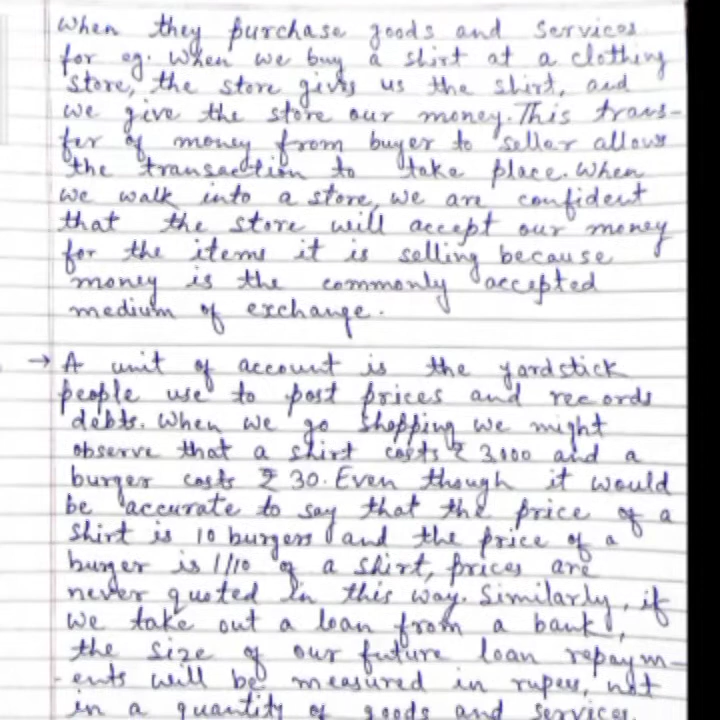 when they purchase goods and services
for eg. when we buy a shirt at a clothing
store, the store gives us the shirt, and
we give the store our money. This trans-
fer of money from buyer to seller allows
the transaction to take place. When
we walk into a store, we are confident
that the store will accept our money
for the items it is selling because
money is the commonly accepted
medium of exchange.
→ A unit of account is the yardstick
people use to post prices and records
debts. When we go shopping we might
observe that a shirt costs ₹ 3000 and a
burger costs ₹ 30. Even though it would
be accurate to say that the price of a
shirt is 10 burgers and the price of a
burger is 1/10 of a shirt, prices are
never quoted in this way. Similarly, if
we take out a loan from a bank,
the size of our future loan repaym-
-ents will be measured in rupees, not
in a quantity of goods and services.